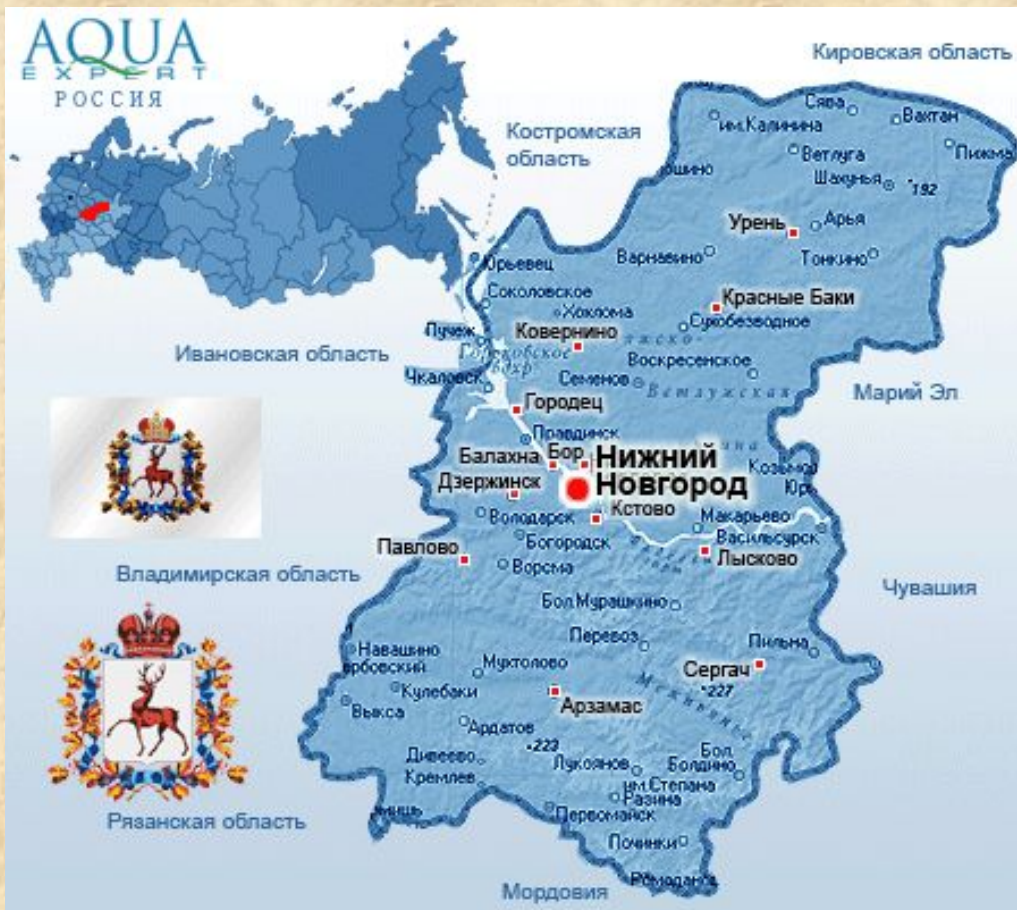 AQUA
EXPERT
РОССИЯ
Кировская область
Костромская
область
Сява
Вахтан
им.Калинина
Пижма
Ветлуга
Шахунья
192
Арья
Урень
Варнавино
Тонкино
Юрьевец
Соколовское
Хохлома
Красные Баки
Сухобезводное
Пучеж
Ковернино
Горьковское
вдхр.
Ивановская область
Воскресенское
Чкаловск
Семенов
Ветлужская
Марий Эл
Городец
Правдинск
Балахна
Бор
НИЖНИЙ
НОВГОРОД
Дзержинск
Кстово
Володарск
Макарьево
Васильсурск
Богородск
Лысково
Павлово
Ворсма
Владимирская область
Чувашия
Бол.Мурашкино
Перевоз
Пильна
Навашино
Мухтолово
Сергач
Кулебаки
227
Выкса
Арзамас
Ардатов
223
Дивеево
Лукоянов
Бол.
Болдино
Кремлев
им.Степана
Разина
Первомайск
Рязанская область
Починки
Мордовия